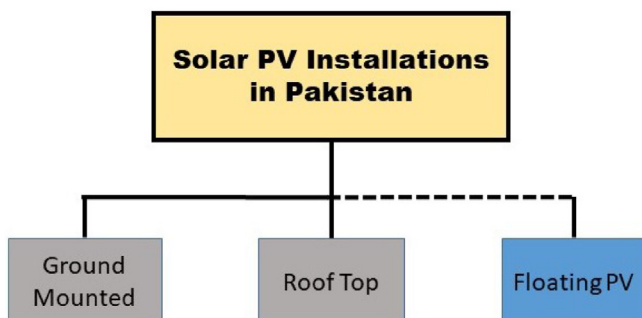 Solar PV Installations
in Pakistan
Ground
Mounted
Roof Top
Floating PV